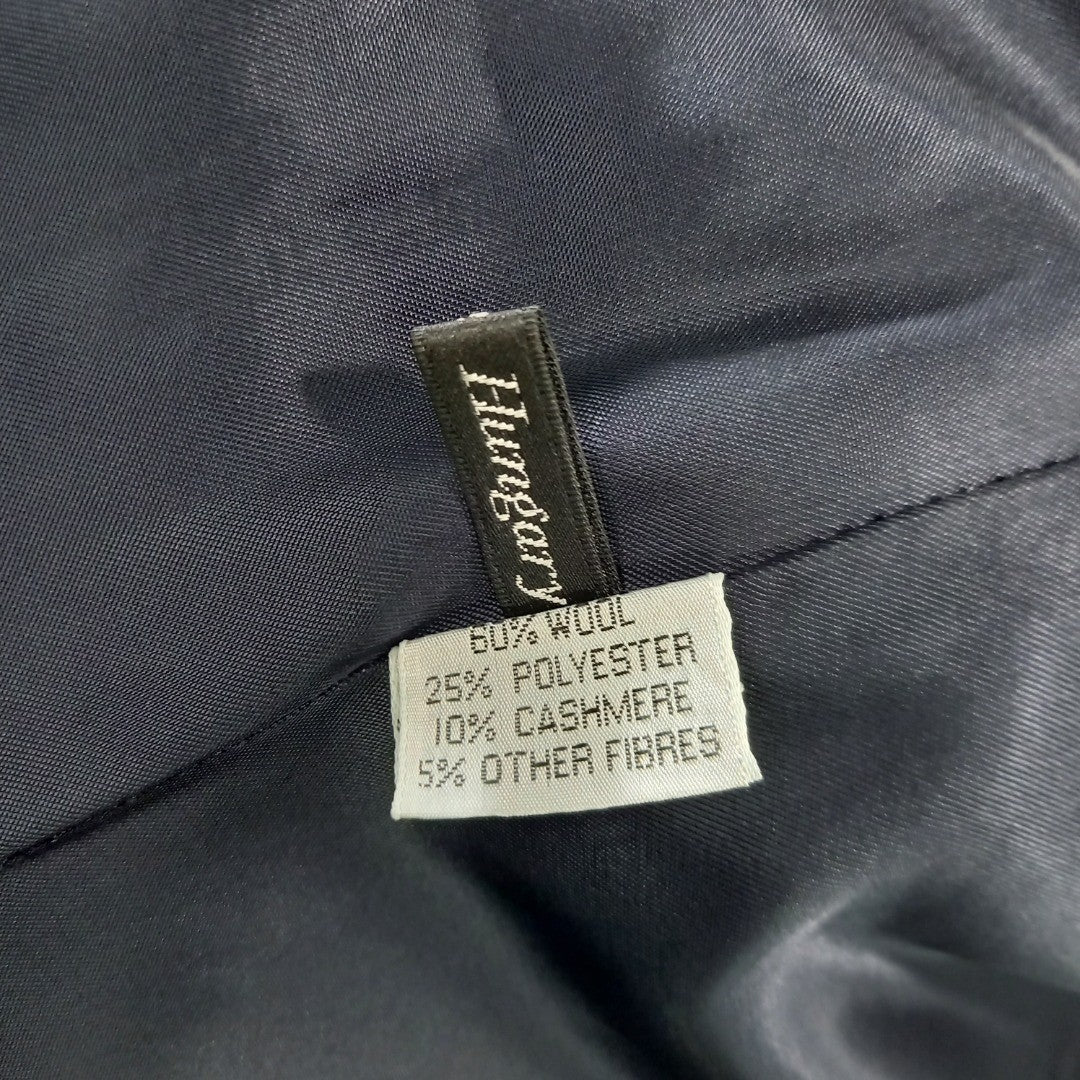 Hungary
60% WOOL
25% POLYESTER
10% CASHMERE
5% OTHER FIBRES